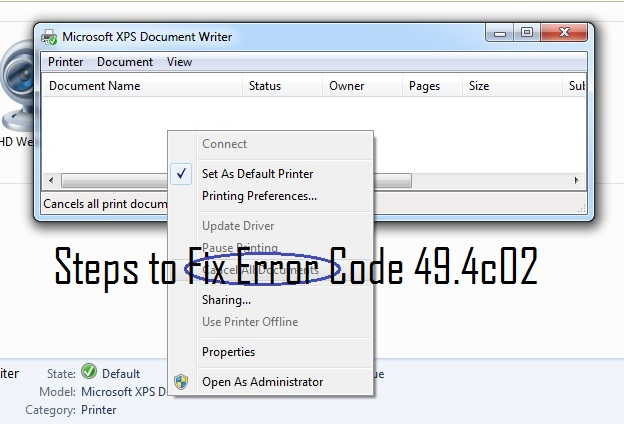 Microsoft XPS Document Writer
Printer Document View
Document Name Status Owner Pages Size Sub
HD We
Connect
Set As Default Printer
Printing Preferences...
Cancels all print docum
Update Driver
Pause Printing
Steps to Fix Error Code 49.4c02
Cancel All Documents
Sharing...
Use Printer Offline
Properties
Open As Administrator
iter State: Default ue
Model: Microsoft XPS D
Category: Printer